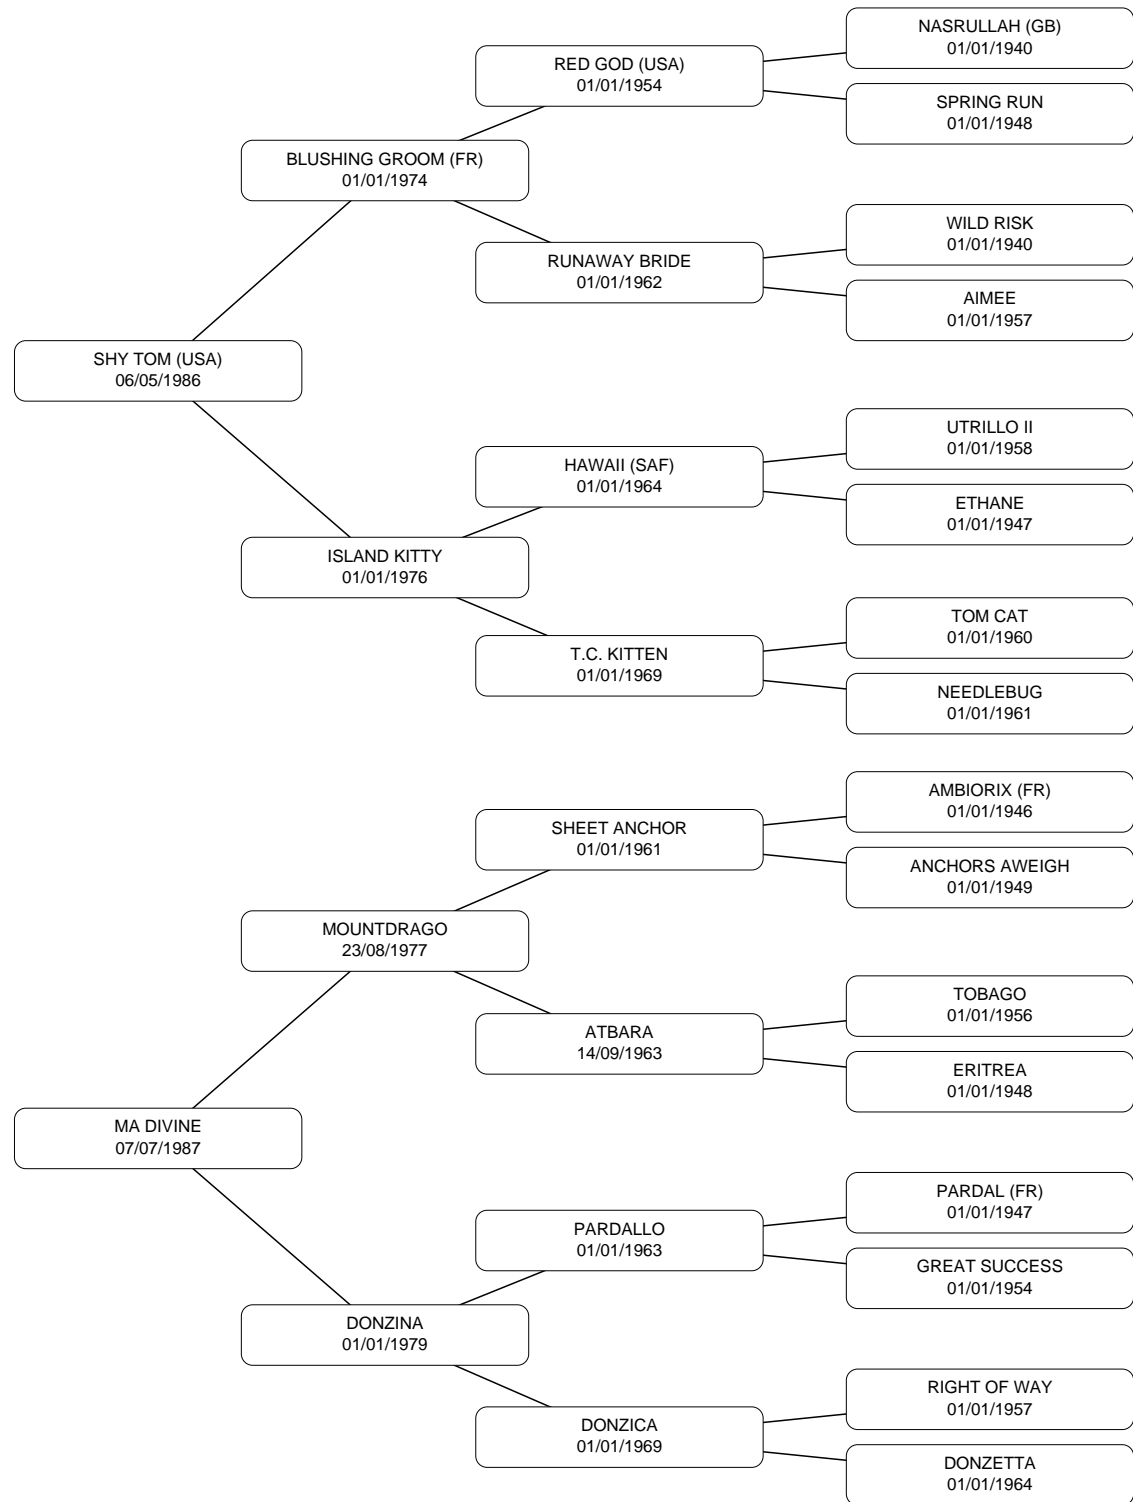 NASRULLAH (GB)
01/01/1940
RED GOD (USA)
01/01/1954
SPRING RUN
01/01/1948
BLUSHING GROOM (FR)
01/01/1974
WILD RISK
01/01/1940
RUNAWAY BRIDE
01/01/1962
AIMEE
01/01/1957
SHY TOM (USA)
06/05/1986
UTRILLO II
01/01/1958
HAWAII (SAF)
01/01/1964
ETHANE
01/01/1947
ISLAND KITTY
01/01/1976
TOM CAT
01/01/1960
T.C. KITTEN
01/01/1969
NEEDLEBUG
01/01/1961
AMBIORIX (FR)
01/01/1946
SHEET ANCHOR
01/01/1961
ANCHORS AWEIGH
01/01/1949
MOUNTDRAGO
23/08/1977
TOBAGO
01/01/1956
ATBARA
14/09/1963
ERITREA
01/01/1948
MA DIVINE
07/07/1987
PARDAL (FR)
01/01/1947
PARDALLO
01/01/1963
GREAT SUCCESS
01/01/1954
DONZINA
01/01/1979
RIGHT OF WAY
01/01/1957
DONZICA
01/01/1969
DONZETTA
01/01/1964